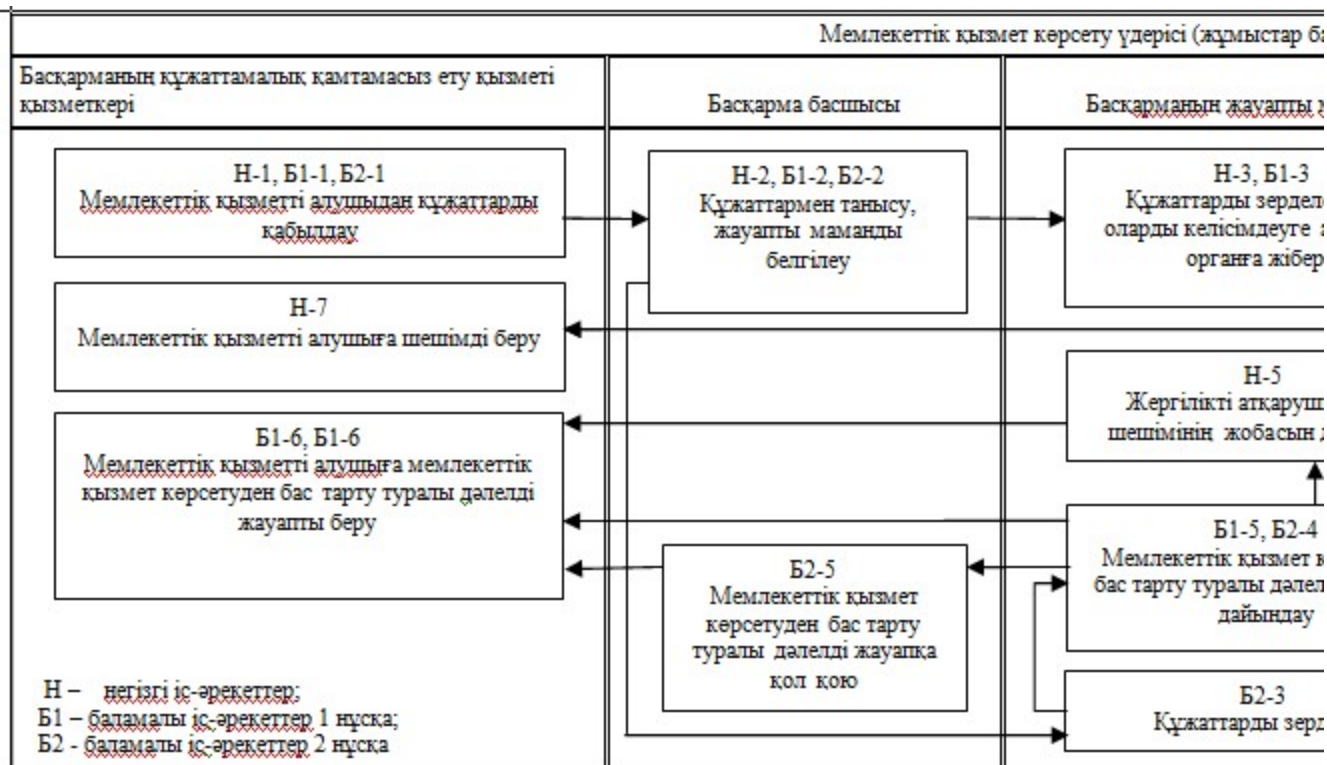 Мемлекеттік қызмет көрсету үдерісі (жұмыстар
Басқарманың құжаттамалық қамтамасыз ету қызметі
қызметкері
Басқарма басшысы
Басқарманың жауапты
Н-1, Б1-1, Б2-1
Мемлекеттік қызметті алушыдан құжаттарды
қабылдау
Н-2, Б1-2, Б2-2
Құжаттармен танысу,
жауапты маманды
белгілеу
Н-3, Б1-3
Құжаттарды
оларды келісімдеуге
органға
Н-7
Мемлекеттік қызметті алушыға шешімді беру
Н-5
Жергілікті
шешімінің жобасын
Б1-6, Б1-6
Мемлекеттік қызметті алушыға мемлекеттік
қызмет көрсетуден бас тарту туралы дәлелді
жауапты беру
Б1-5, Б2-4
Мемлекеттік қызмет
бас тарту туралы
дайындау
Б2-5
Мемлекеттік қызмет
көрсетуден бас тарту
туралы дәлелді жауапқа
қол қою
Б2-3
Құжаттарды
Н – негізгі іс-әрекеттер;
Б1 – баламалы іс-әрекеттер 1 нұсқа;
Б2 - баламалы іс-әрекеттер 2 нұсқа